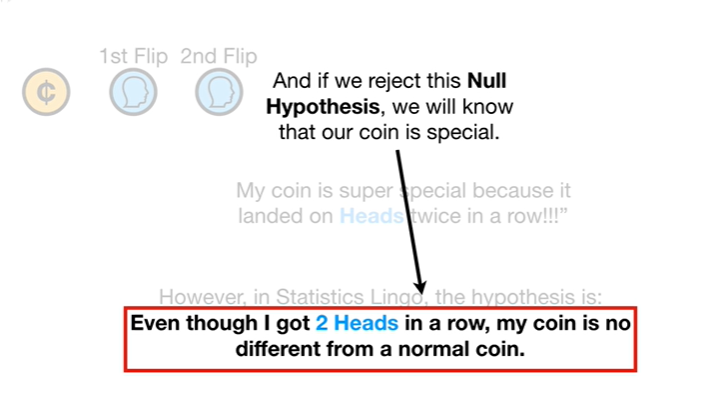 1st Flip 2nd Flip
¢
And if we reject this Null
Hypothesis, we will know
that our coin is special.
My coin is super special because it
landed on Heads twice in a row!!!”
However, in Statistics Lingo, the hypothesis is:
Even though I got 2 Heads in a row, my coin is no
different from a normal coin.